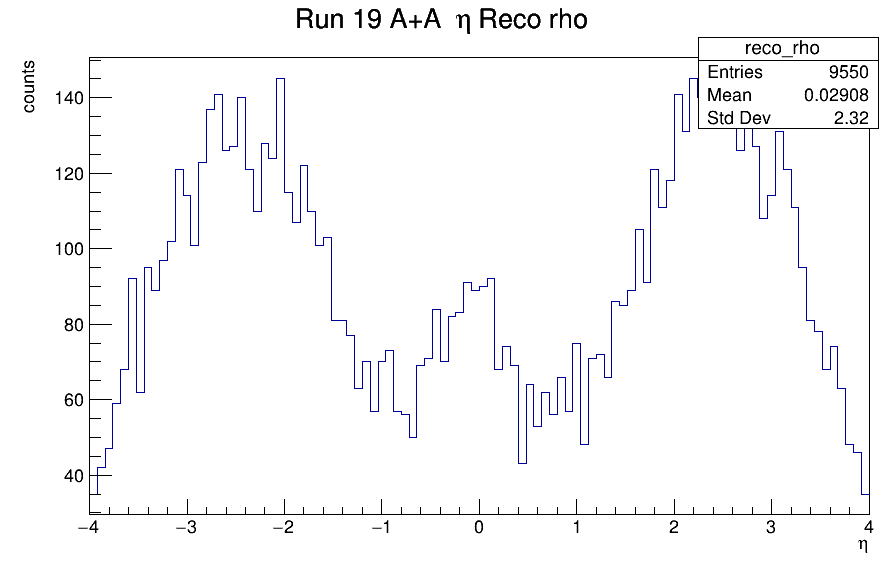 Run 19 A+A η Reco rho
reco_rho
Entries 9550
Mean 0.02908
Std Dev 2.32
counts
140
120
100
80
60
40
−4 −3 −2 −1 0 1 2 3 4
η